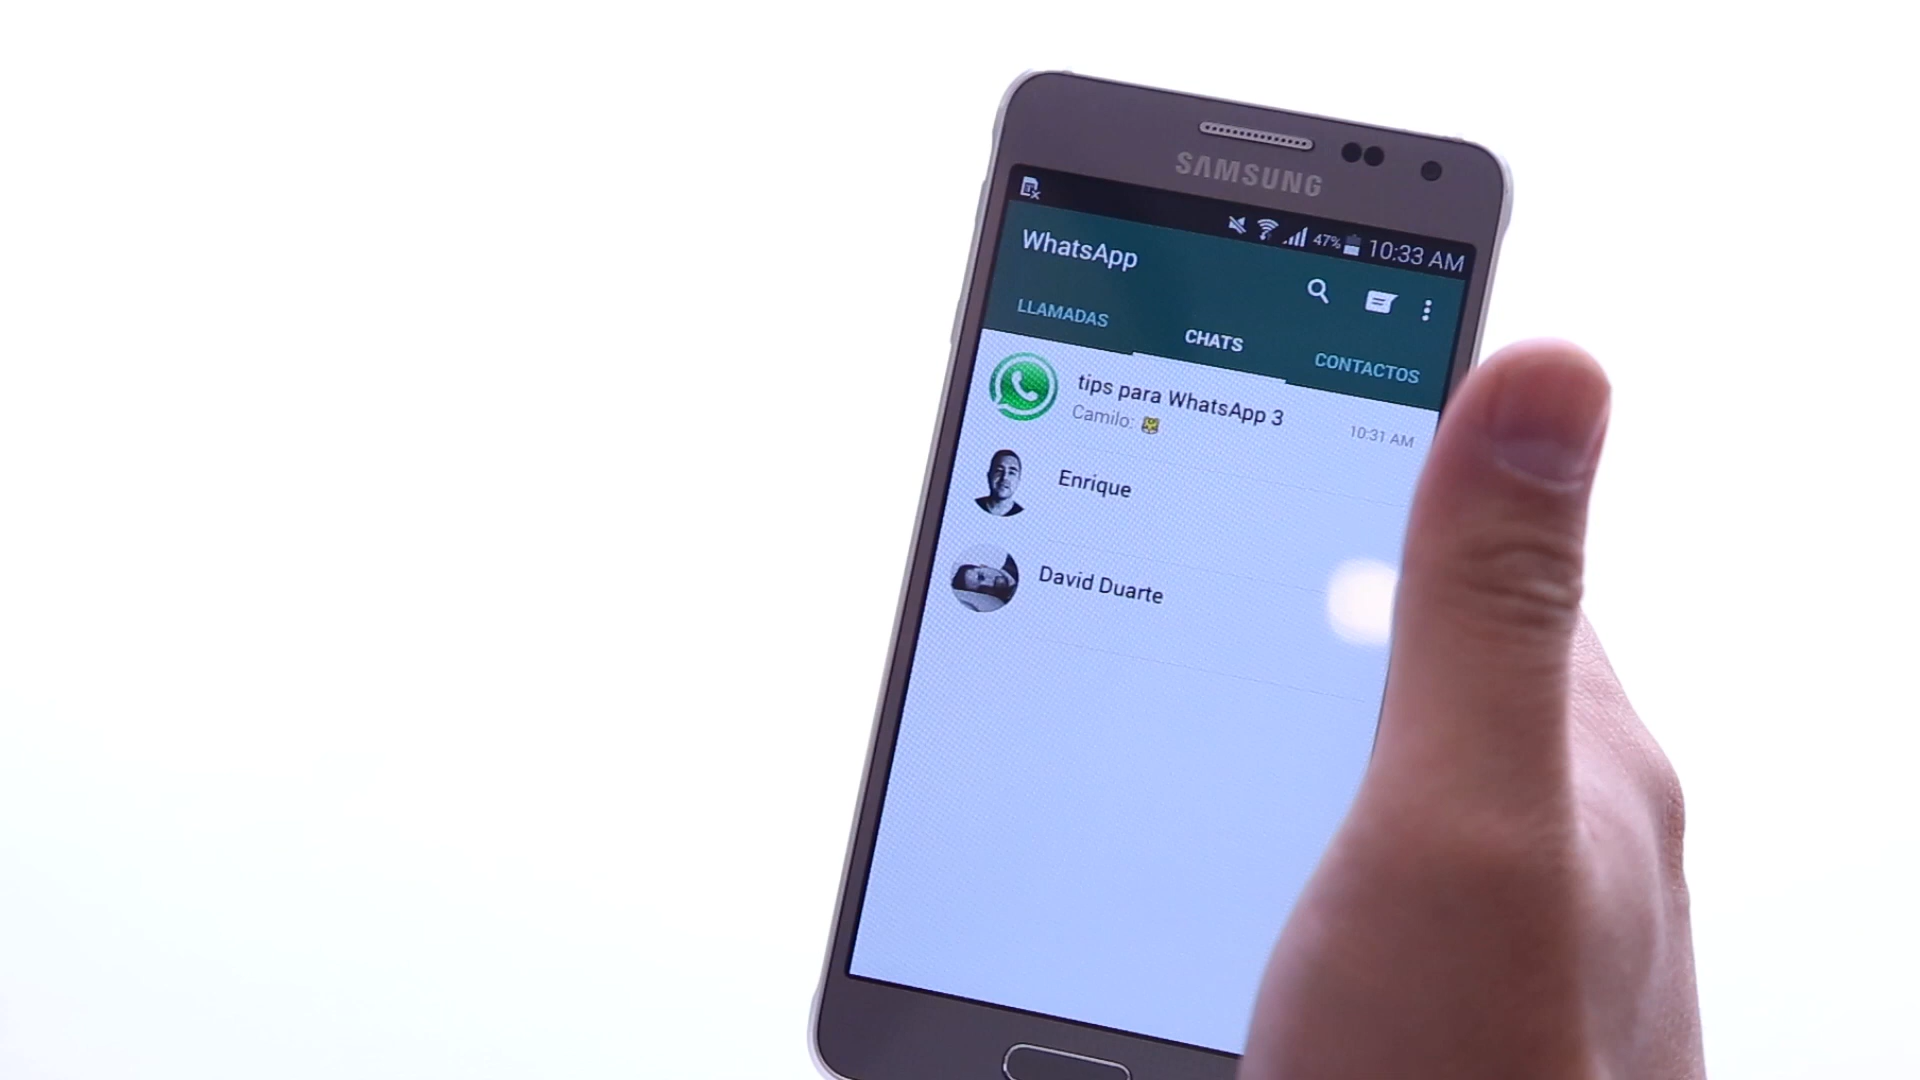 SAMSUNG
47% 10:33 AM
WhatsApp
LLAMADAS CHATS CONTACTOS
tips para WhatsApp 3
Camilo: 10:31 AM
Enrique
David Duarte